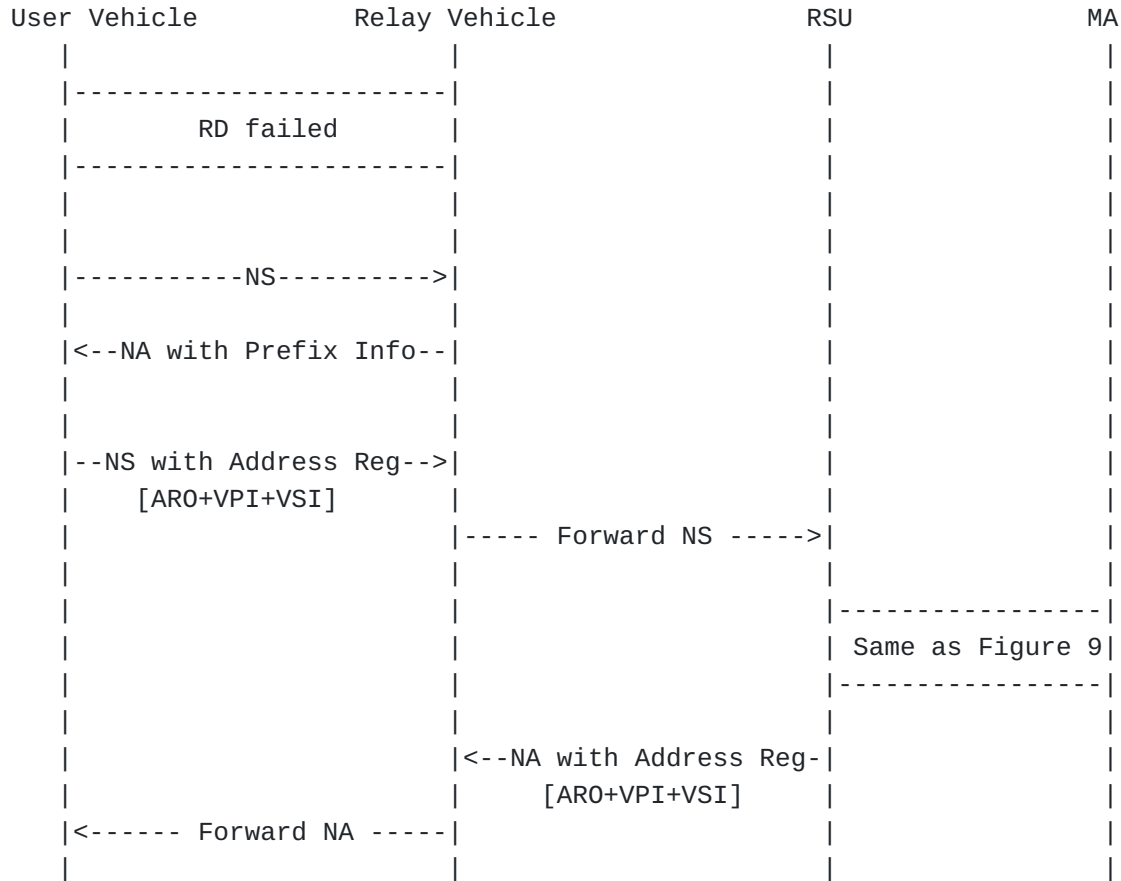 User Vehicle Relay Vehicle RSU MA
RD failed
NS
NA with Prefix Info
NS with Address Reg
[ARO+VPI+VSI]
Forward NS
Same as Figure 9
NA with Address Reg
[ARO+VPI+VSI]
Forward NA